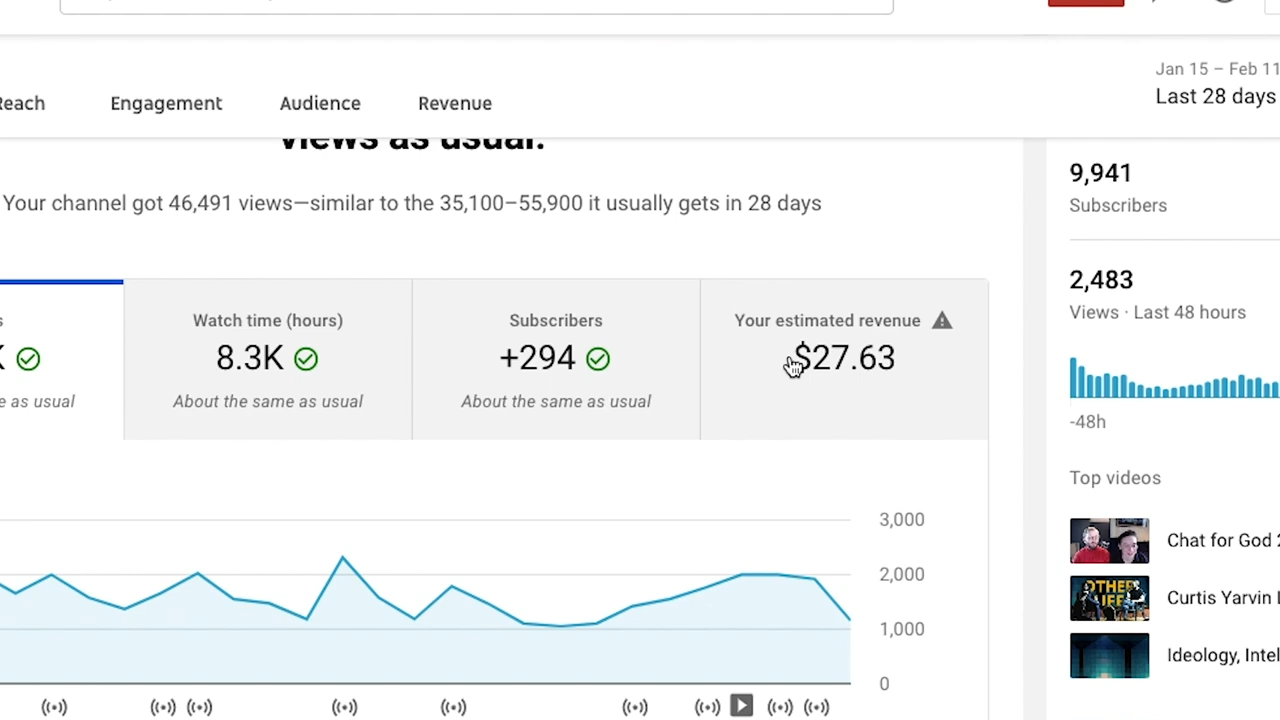 Reach Engagement Audience Revenue
Jan 15 – Feb 11
Last 28 days
views as usual.
Your channel got 46,491 views—similar to the 35,100–55,900 it usually gets in 28 days
Watch time (hours)
8.3K
About the same as usual
Subscribers
+294
About the same as usual
Your estimated revenue
$27.63
e as usual
3,000
2,000
1,000
0
9,941
Subscribers
2,483
Views · Last 48 hours
-48h
Top videos
Chat for God 2
Curtis Yarvin
Ideology, Intel